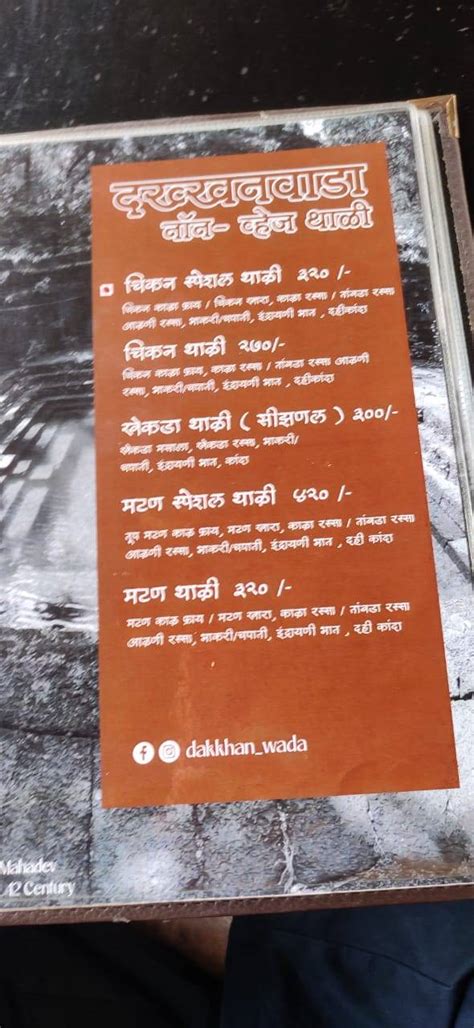 दख्खनवाडा
नॉन- व्हेज थाळी
चिकन स्पेशल थाळी ३२० /-
चिकन काळा फ्राय / चिकन खारा, काळा रस्सा / तांबडा रस्सा
आळणी रस्सा, भाकरी/चपाती, इंद्रायणी भात , दहीकांदा
चिकन थाळी २७०/-
चिकन काळा फ्राय, काळा रस्सा / तांबडा रस्सा आळणी
रस्सा, भाकरी/चपाती, इंद्रायणी भात , दहीकांदा
खेकडा थाळी ( सीझणल ) ३००/-
खेकडा मसाला, खेकडा रस्सा, भाकरी/
चपाती, इंद्रायणी भात, कांदा
मटण स्पेशल थाळी ४२० /-
तूप मटण काळ फ्राय, मटण खारा, काळा रस्सा / तांबडा रस्सा
आळणी रस्सा, भाकरी/चपाती, इंद्रायणी भात , दही कांदा
मटण थाळी ३२० /-
मटण काळ फ्राय / मटण खारा, काळा रस्सा / तांबडा रस्सा
आळणी रस्सा, भाकरी/चपाती, इंद्रायणी भात , दही कांदा
dakkhan_wada
Mahadev
12 Century